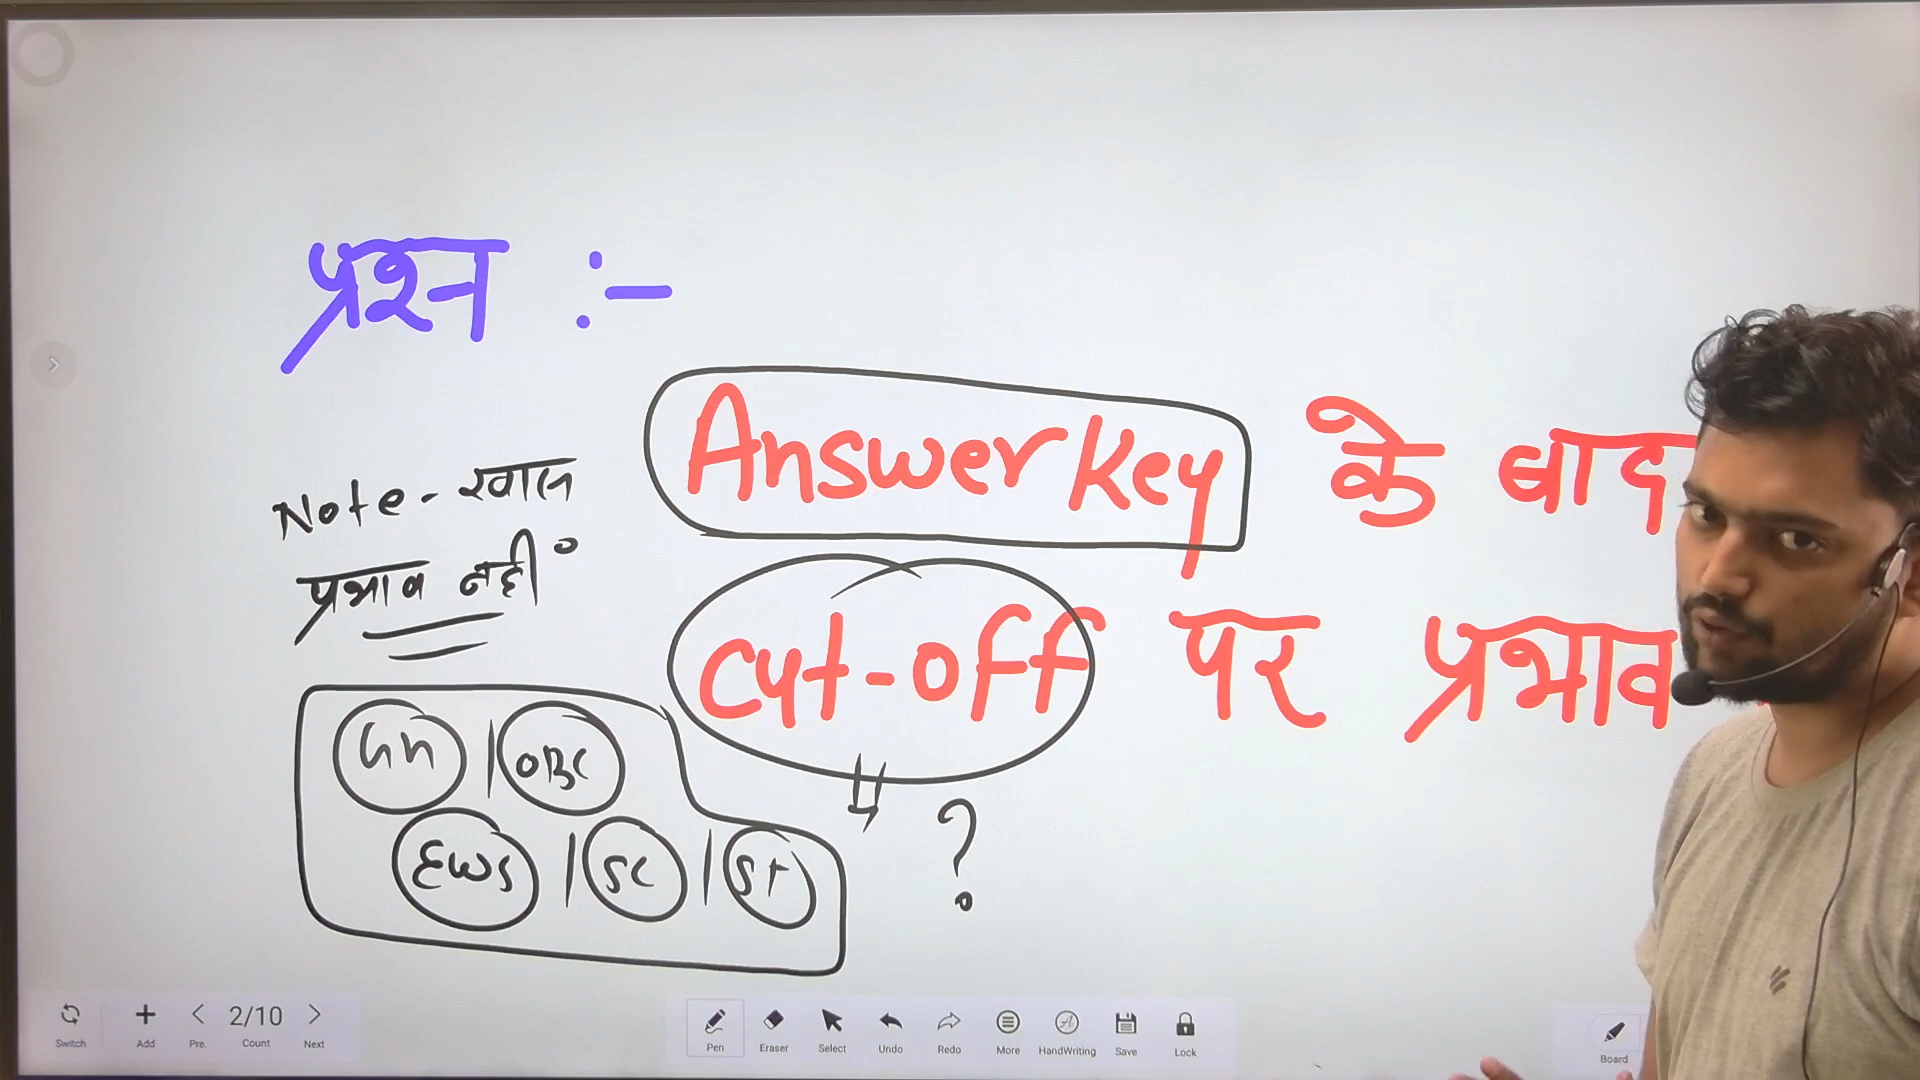 प्रश्न :-
Answer Key के बाद
Cut-off पर प्रभाव
Note - खास
प्रभाव नहीं
?
Gn | OBC
EWS | SC | ST
Switch
Add
Pre.
2/10
Count
Next
Pen
Eraser
Select
Undo
Redo
More
HandWriting
Save
Lock
Board